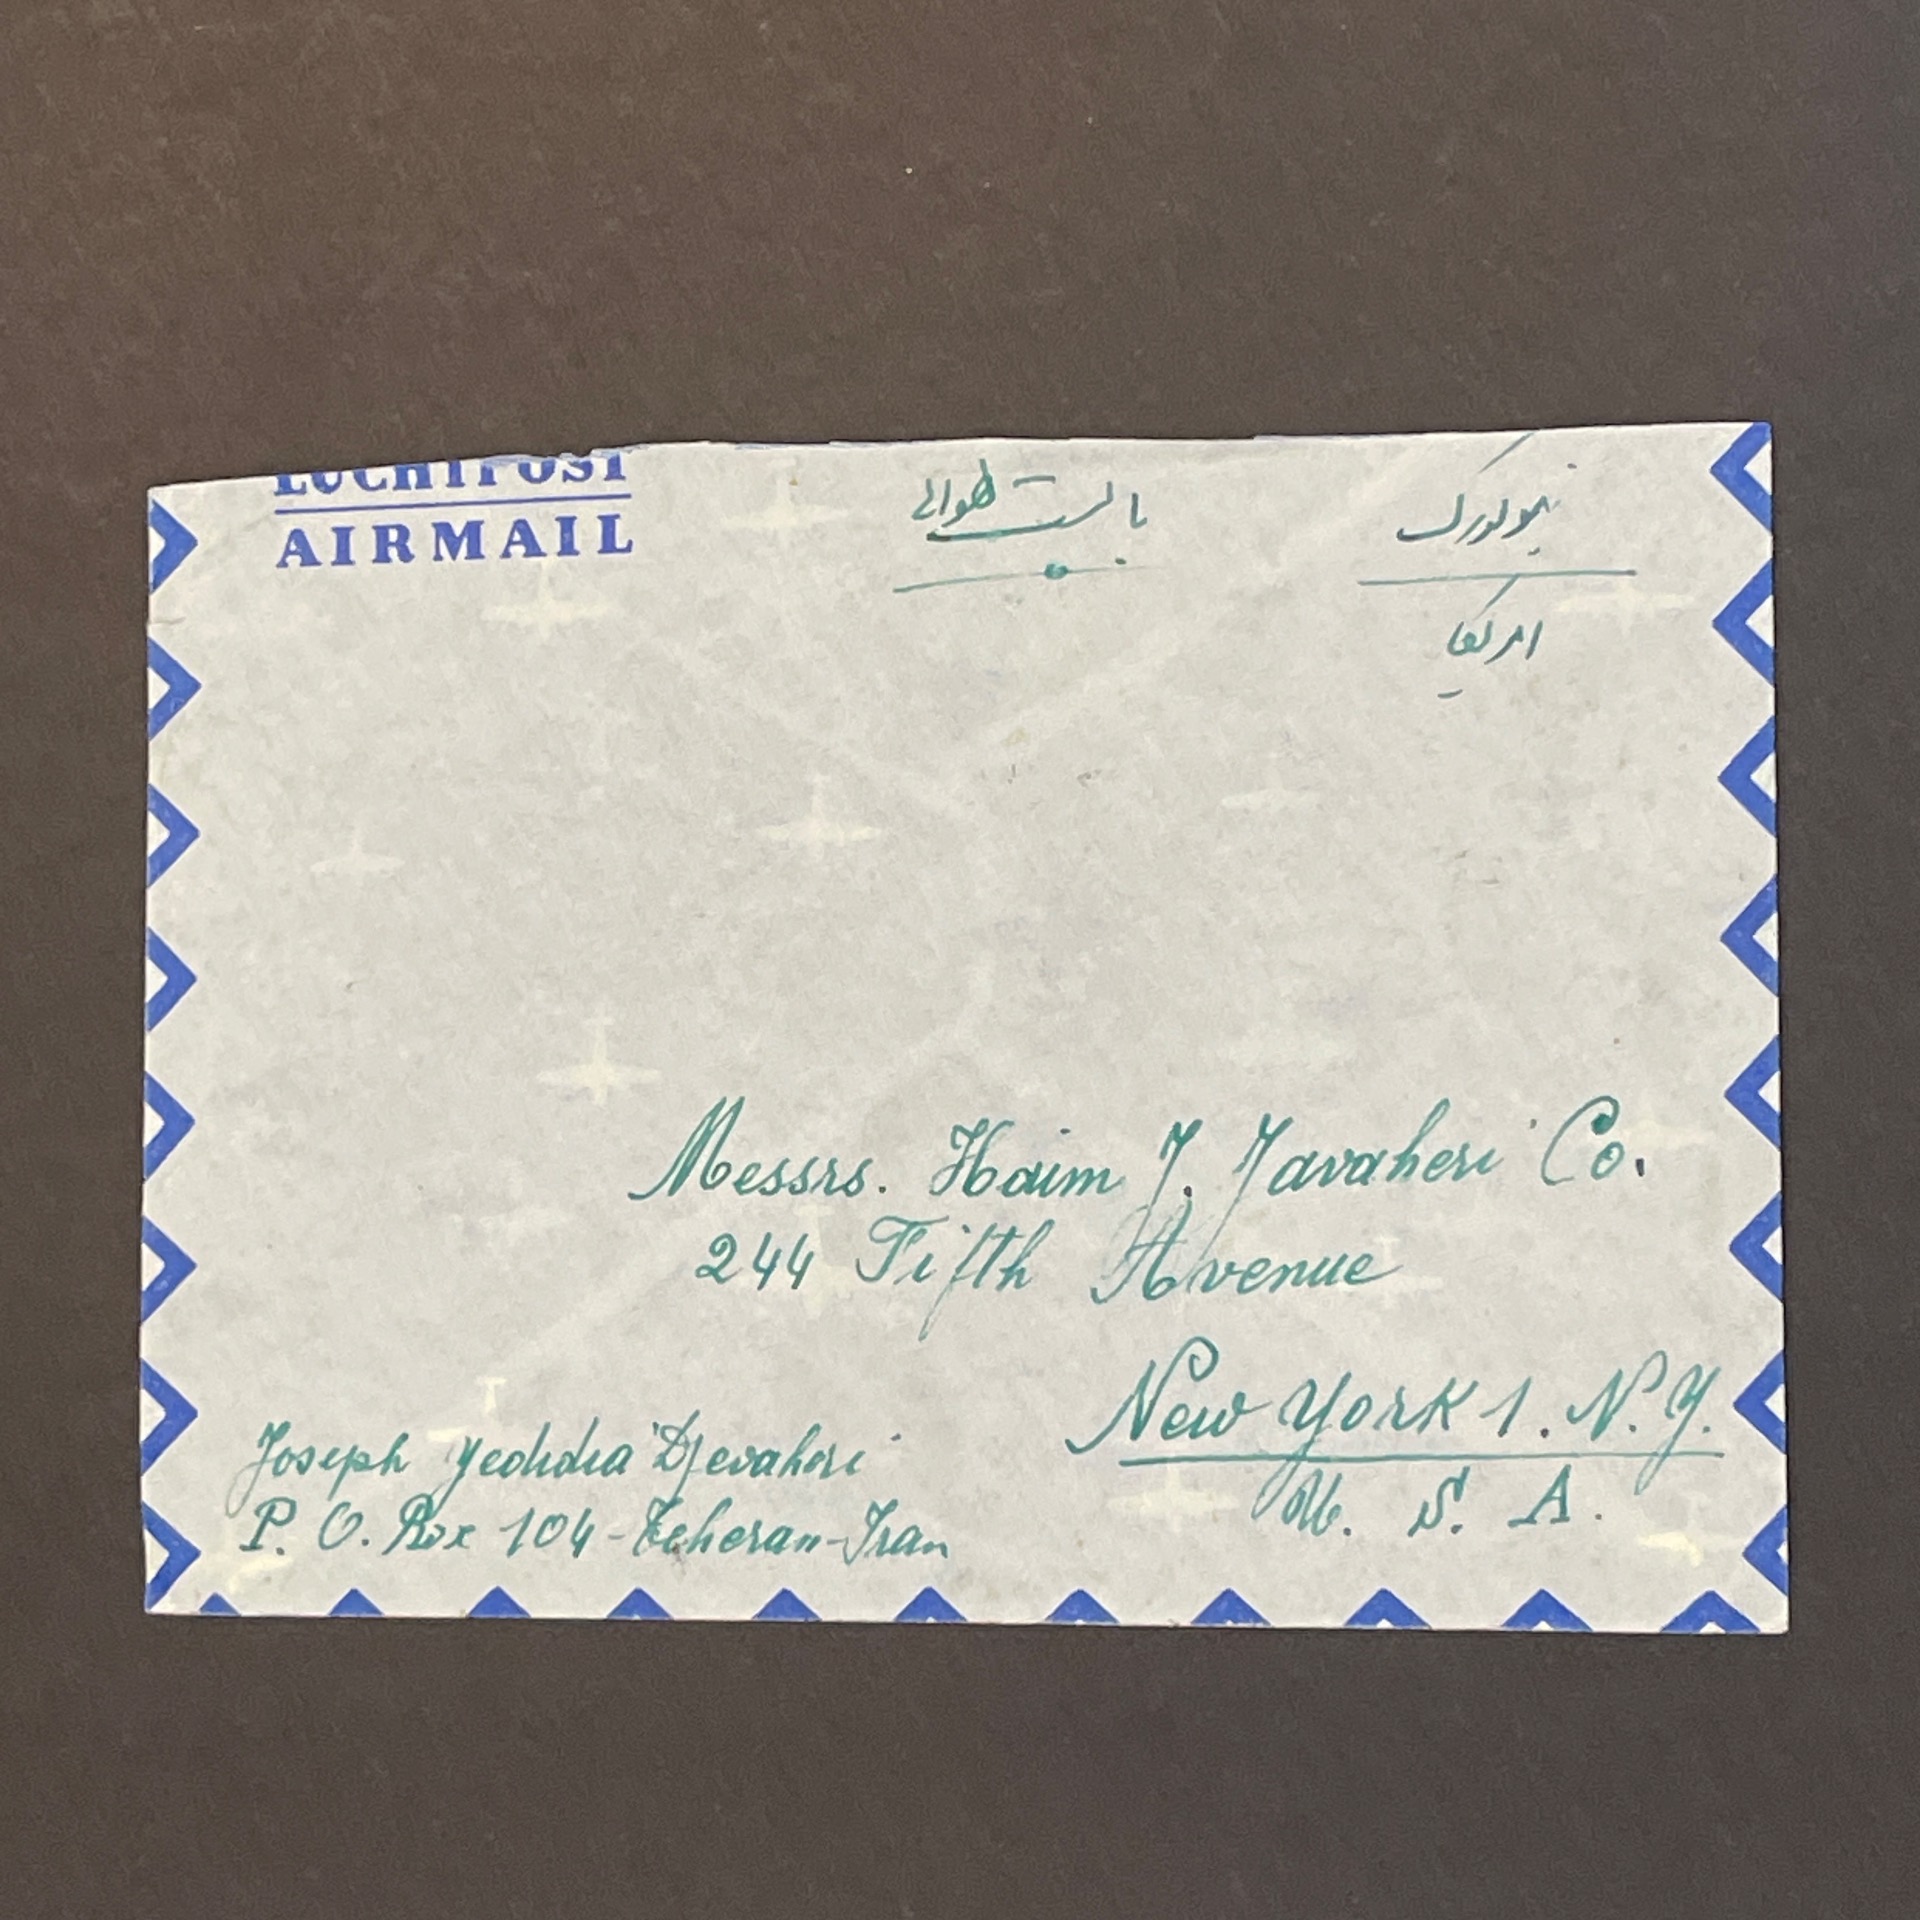 LUCHTPOST
AIRMAIL
با پست هوائی
نیویورک
امریکا
Messrs. Haim J. Javaheri Co.
244 Fifth Avenue
New York 1. N.Y.
U. S. A.
Joseph Yedidia Djevaheri
P. O. Box 104-Teheran-Iran